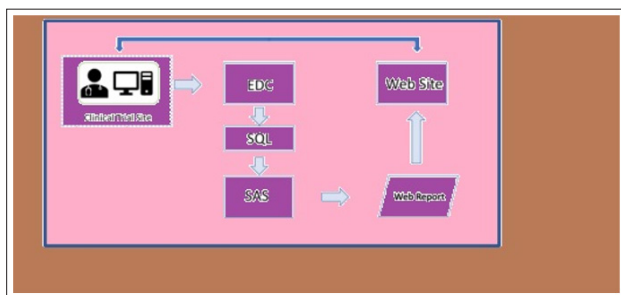 Clinical Trial Site
EDC
SQL
SAS
Web Report
Web Site